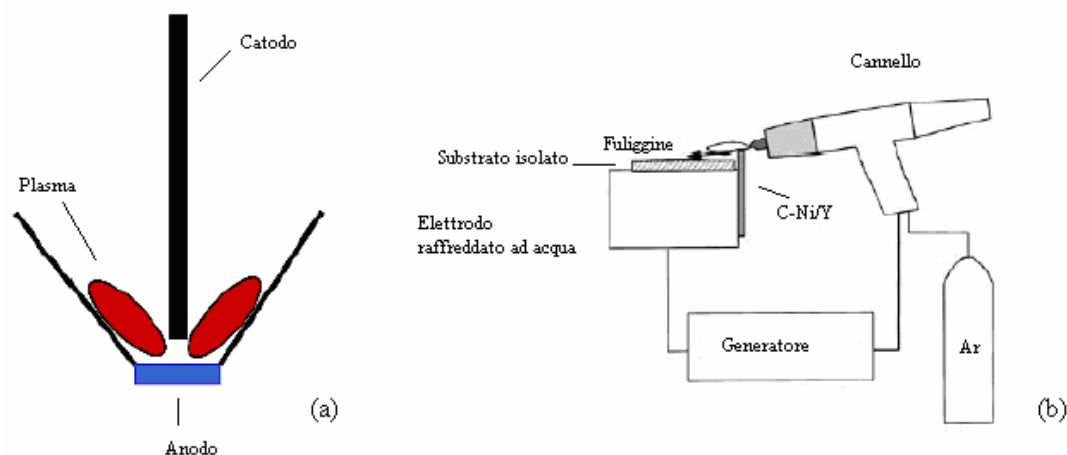 Catodo
Plasma
Anodo
(a)
Cannello
Fuliggine
Substrato isolato
C-Ni/Y
Elettrodo
raffreddato ad acqua
Generatore
Ar
(b)